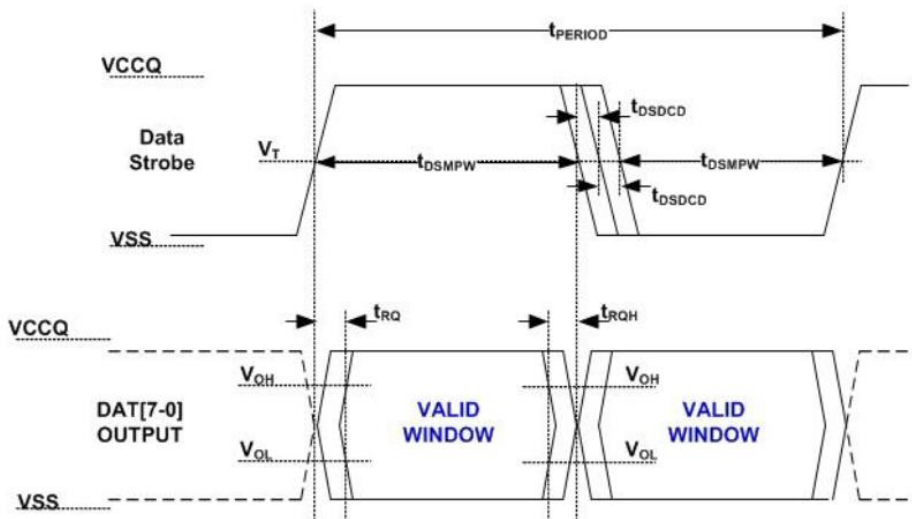 tPERIOD
VCCQ
tDSDCD
Data
Strobe
VT
tDSMPW
tDSMPW
tDSDCD
VSS
tRQ
tRQH
VCCQ
VOH
VOH
DAT[7-0]
OUTPUT
VALID
WINDOW
VALID
WINDOW
VOL
VOL
VSS